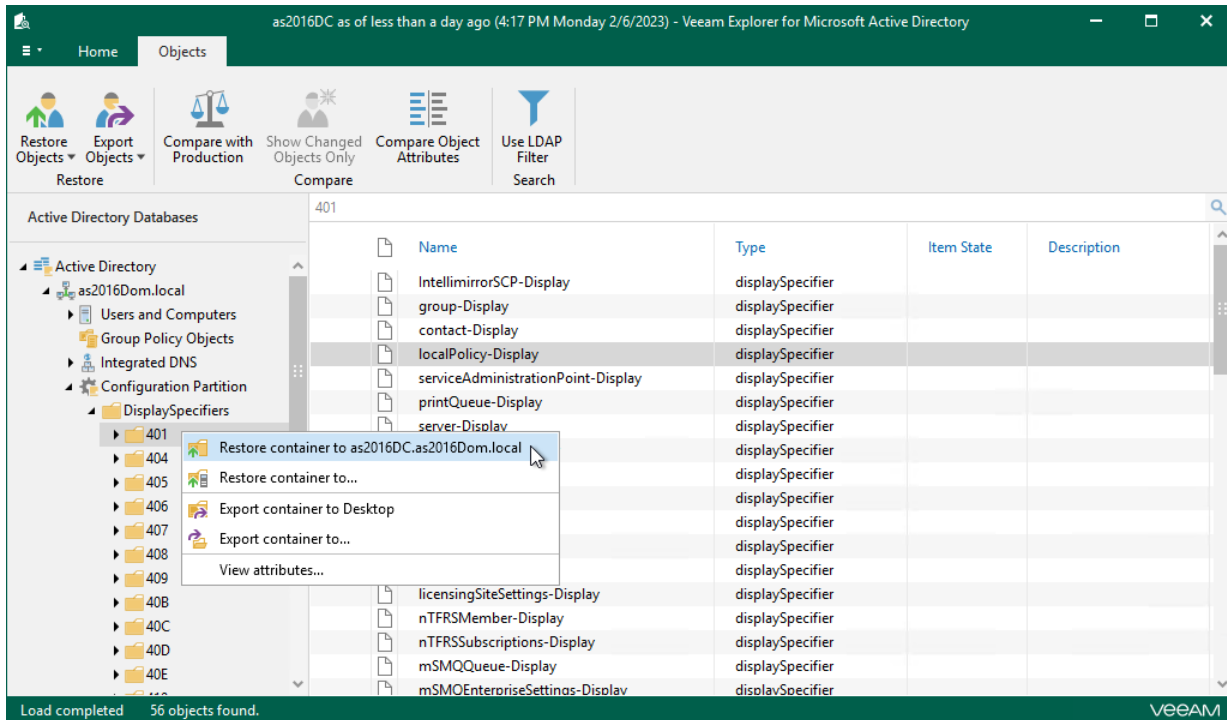 as2016DC as of less than a day ago (4:17 PM Monday 2/6/2023) - Veeam Explorer for Microsoft Active Directory
Home Objects
Restore Objects
Export Objects
Compare with Production
Show Changed Objects Only
Compare Object Attributes
Use LDAP Filter
Restore Compare Search
Active Directory Databases
Active Directory
as2016Dom.local
Users and Computers
Group Policy Objects
Integrated DNS
Configuration Partition
DisplaySpecifiers
401
404
405
406
407
408
409
40B
40C
40D
40E
401
Name Type Item State Description
IntellimirrorSCP-Display displaySpecifier
group-Display displaySpecifier
contact-Display displaySpecifier
localPolicy-Display displaySpecifier
serviceAdministrationPoint-Display displaySpecifier
printQueue-Display displaySpecifier
server-Display displaySpecifier
displaySpecifier
displaySpecifier
displaySpecifier
displaySpecifier
displaySpecifier
displaySpecifier
licensingSiteSettings-Display displaySpecifier
nTFRSMember-Display displaySpecifier
nTFRSSubscriptions-Display displaySpecifier
mSMQQueue-Display displaySpecifier
mSMQEnterpriseSettings-Display displaySpecifier
Restore container to as2016DC.as2016Dom.local
Restore container to...
Export container to Desktop
Export container to...
View attributes...
Load completed 56 objects found. VEEAM